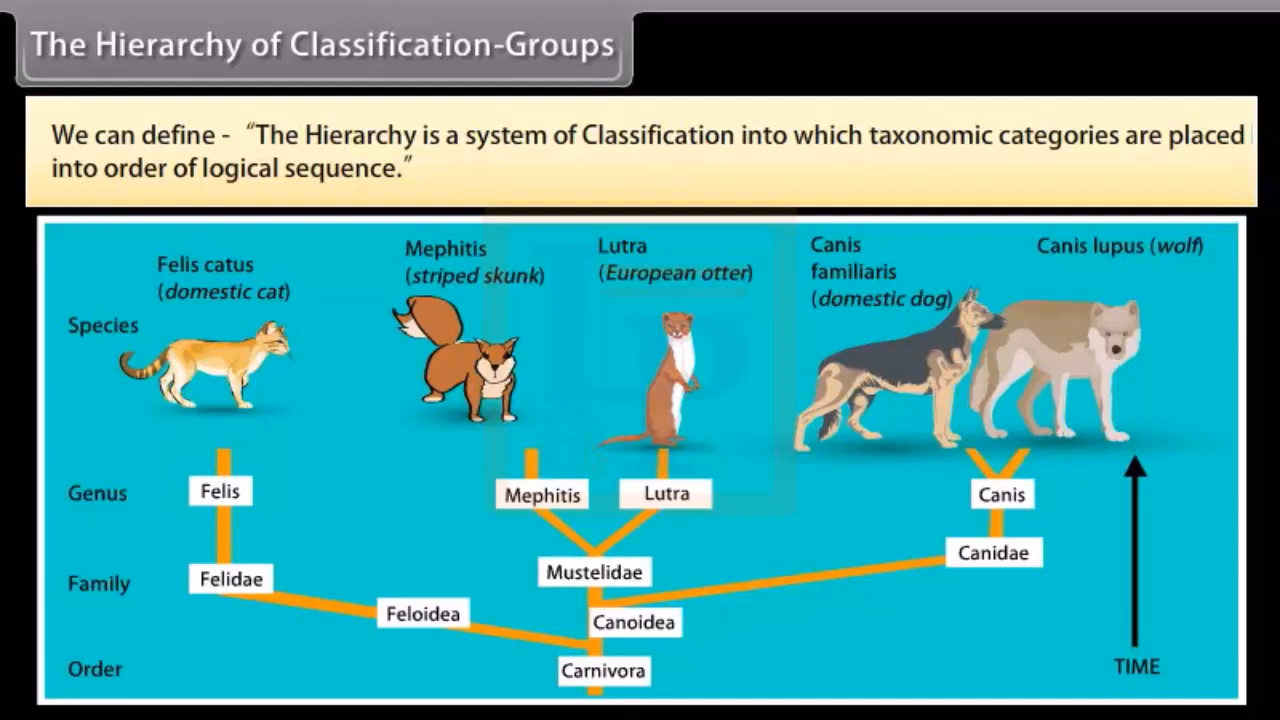 The Hierarchy of Classification-Groups
We can define - “The Hierarchy is a system of Classification into which taxonomic categories are placed
into order of logical sequence.”
Felis catus
(domestic cat)
Mephitis
(striped skunk)
Lutra
(European otter)
Canis
familiaris
(domestic dog)
Canis lupus (wolf)
Species
Genus
Felis
Mephitis
Lutra
Canis
Canidae
Family
Felidae
Mustelidae
Feloidea
Canoidea
Order
Carnivora
TIME